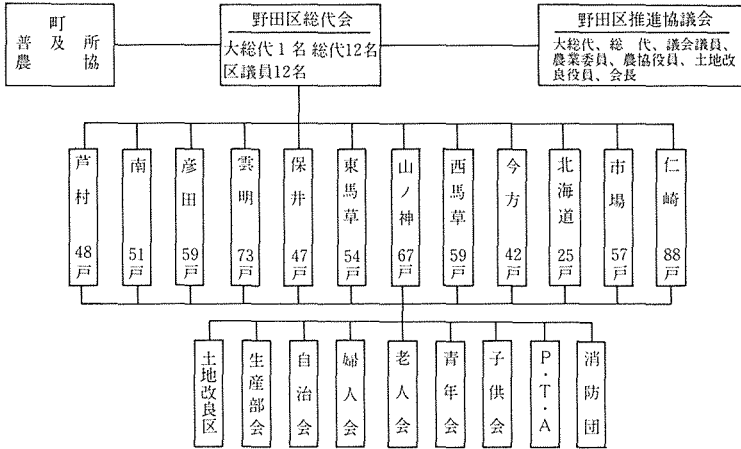 町
普及所
農協
野田区総代会
大総代1名 総代12名
区議員12名
野田区推進協議会
大総代、総 代、議会議員、
農業委員、農協役員、土地改
良役員、会長
芦村 48戸
南 51戸
彦田 59戸
雲明 73戸
保井 47戸
東馬草 54戸
山ノ神 67戸
西馬草 59戸
今方 42戸
北海道 25戸
市場 57戸
仁崎 88戸
土地改良区
生産部会
自治会
婦人会
老人会
青年会
子供会
P・T・A
消防団